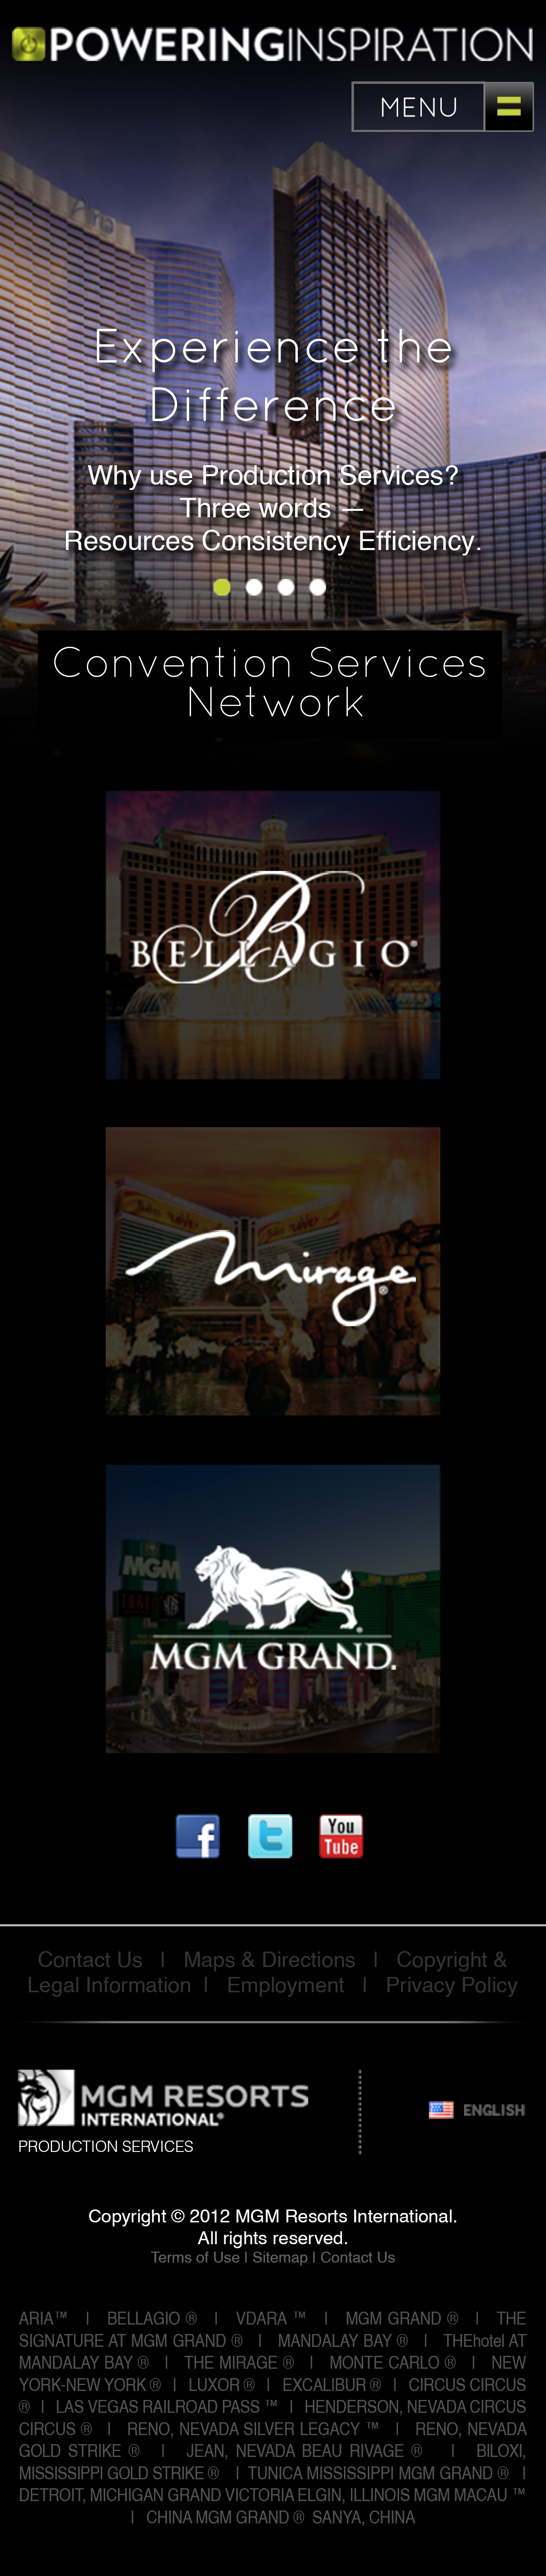 POWERINGINSPIRATION
MENU
Aria
Experience the
Difference
Why use Production Services?
Three words —
Resources Consistency Efficiency.
Convention Services
Network
BELLAGIO®
Mirage®
MGM
MGM GRAND®
f
t
You
Tube
Contact Us | Maps & Directions | Copyright &
Legal Information | Employment | Privacy Policy
MGM RESORTS
INTERNATIONAL®
PRODUCTION SERVICES
ENGLISH
Copyright © 2012 MGM Resorts International.
All rights reserved.
Terms of Use | Sitemap | Contact Us
ARIA™ | BELLAGIO ® | VDARA ™ | MGM GRAND ® | THE
SIGNATURE AT MGM GRAND ® | MANDALAY BAY ® | THEhotel AT
MANDALAY BAY ® | THE MIRAGE ® | MONTE CARLO ® | NEW
YORK-NEW YORK ® | LUXOR ® | EXCALIBUR ® | CIRCUS CIRCUS
® | LAS VEGAS RAILROAD PASS ™ | HENDERSON, NEVADA CIRCUS
CIRCUS ® | RENO, NEVADA SILVER LEGACY ™ | RENO, NEVADA
GOLD STRIKE ® | JEAN, NEVADA BEAU RIVAGE ® | BILOXI,
MISSISSIPPI GOLD STRIKE ® | TUNICA MISSISSIPPI MGM GRAND ® |
DETROIT, MICHIGAN GRAND VICTORIA ELGIN, ILLINOIS MGM MACAU ™
| CHINA MGM GRAND ® SANYA, CHINA